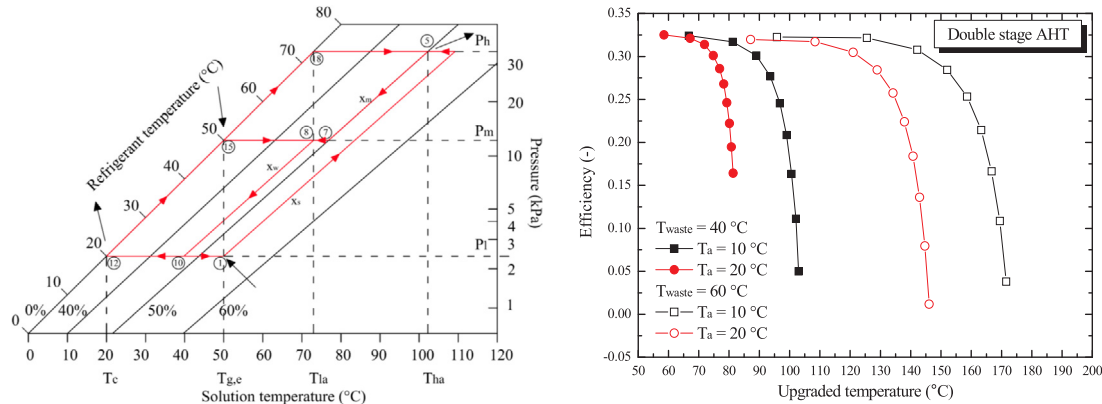 80
70
60
50
40
30
20
10
0
Refrigerant temperature (°C)
0%
40%
50%
60%
5
18
15
8
7
12
10
1
xm
xw
xs
Ph
Pm
Pl
30
20
10
5
4
3
2
1
Pressure (kPa)
0 10 20 30 40 50 60 70 80 90 100 110 120
Tc Tg,e Tla Tha
Solution temperature (°C)
Double stage AHT
0.35
0.30
0.25
0.20
0.15
0.10
0.05
0.00
-0.05
Efficiency (-)
Twaste = 40 °C
Ta = 10 °C
Ta = 20 °C
Twaste = 60 °C
Ta = 10 °C
Ta = 20 °C
50 60 70 80 90 100 110 120 130 140 150 160 170 180 190 200
Upgraded temperature (°C)